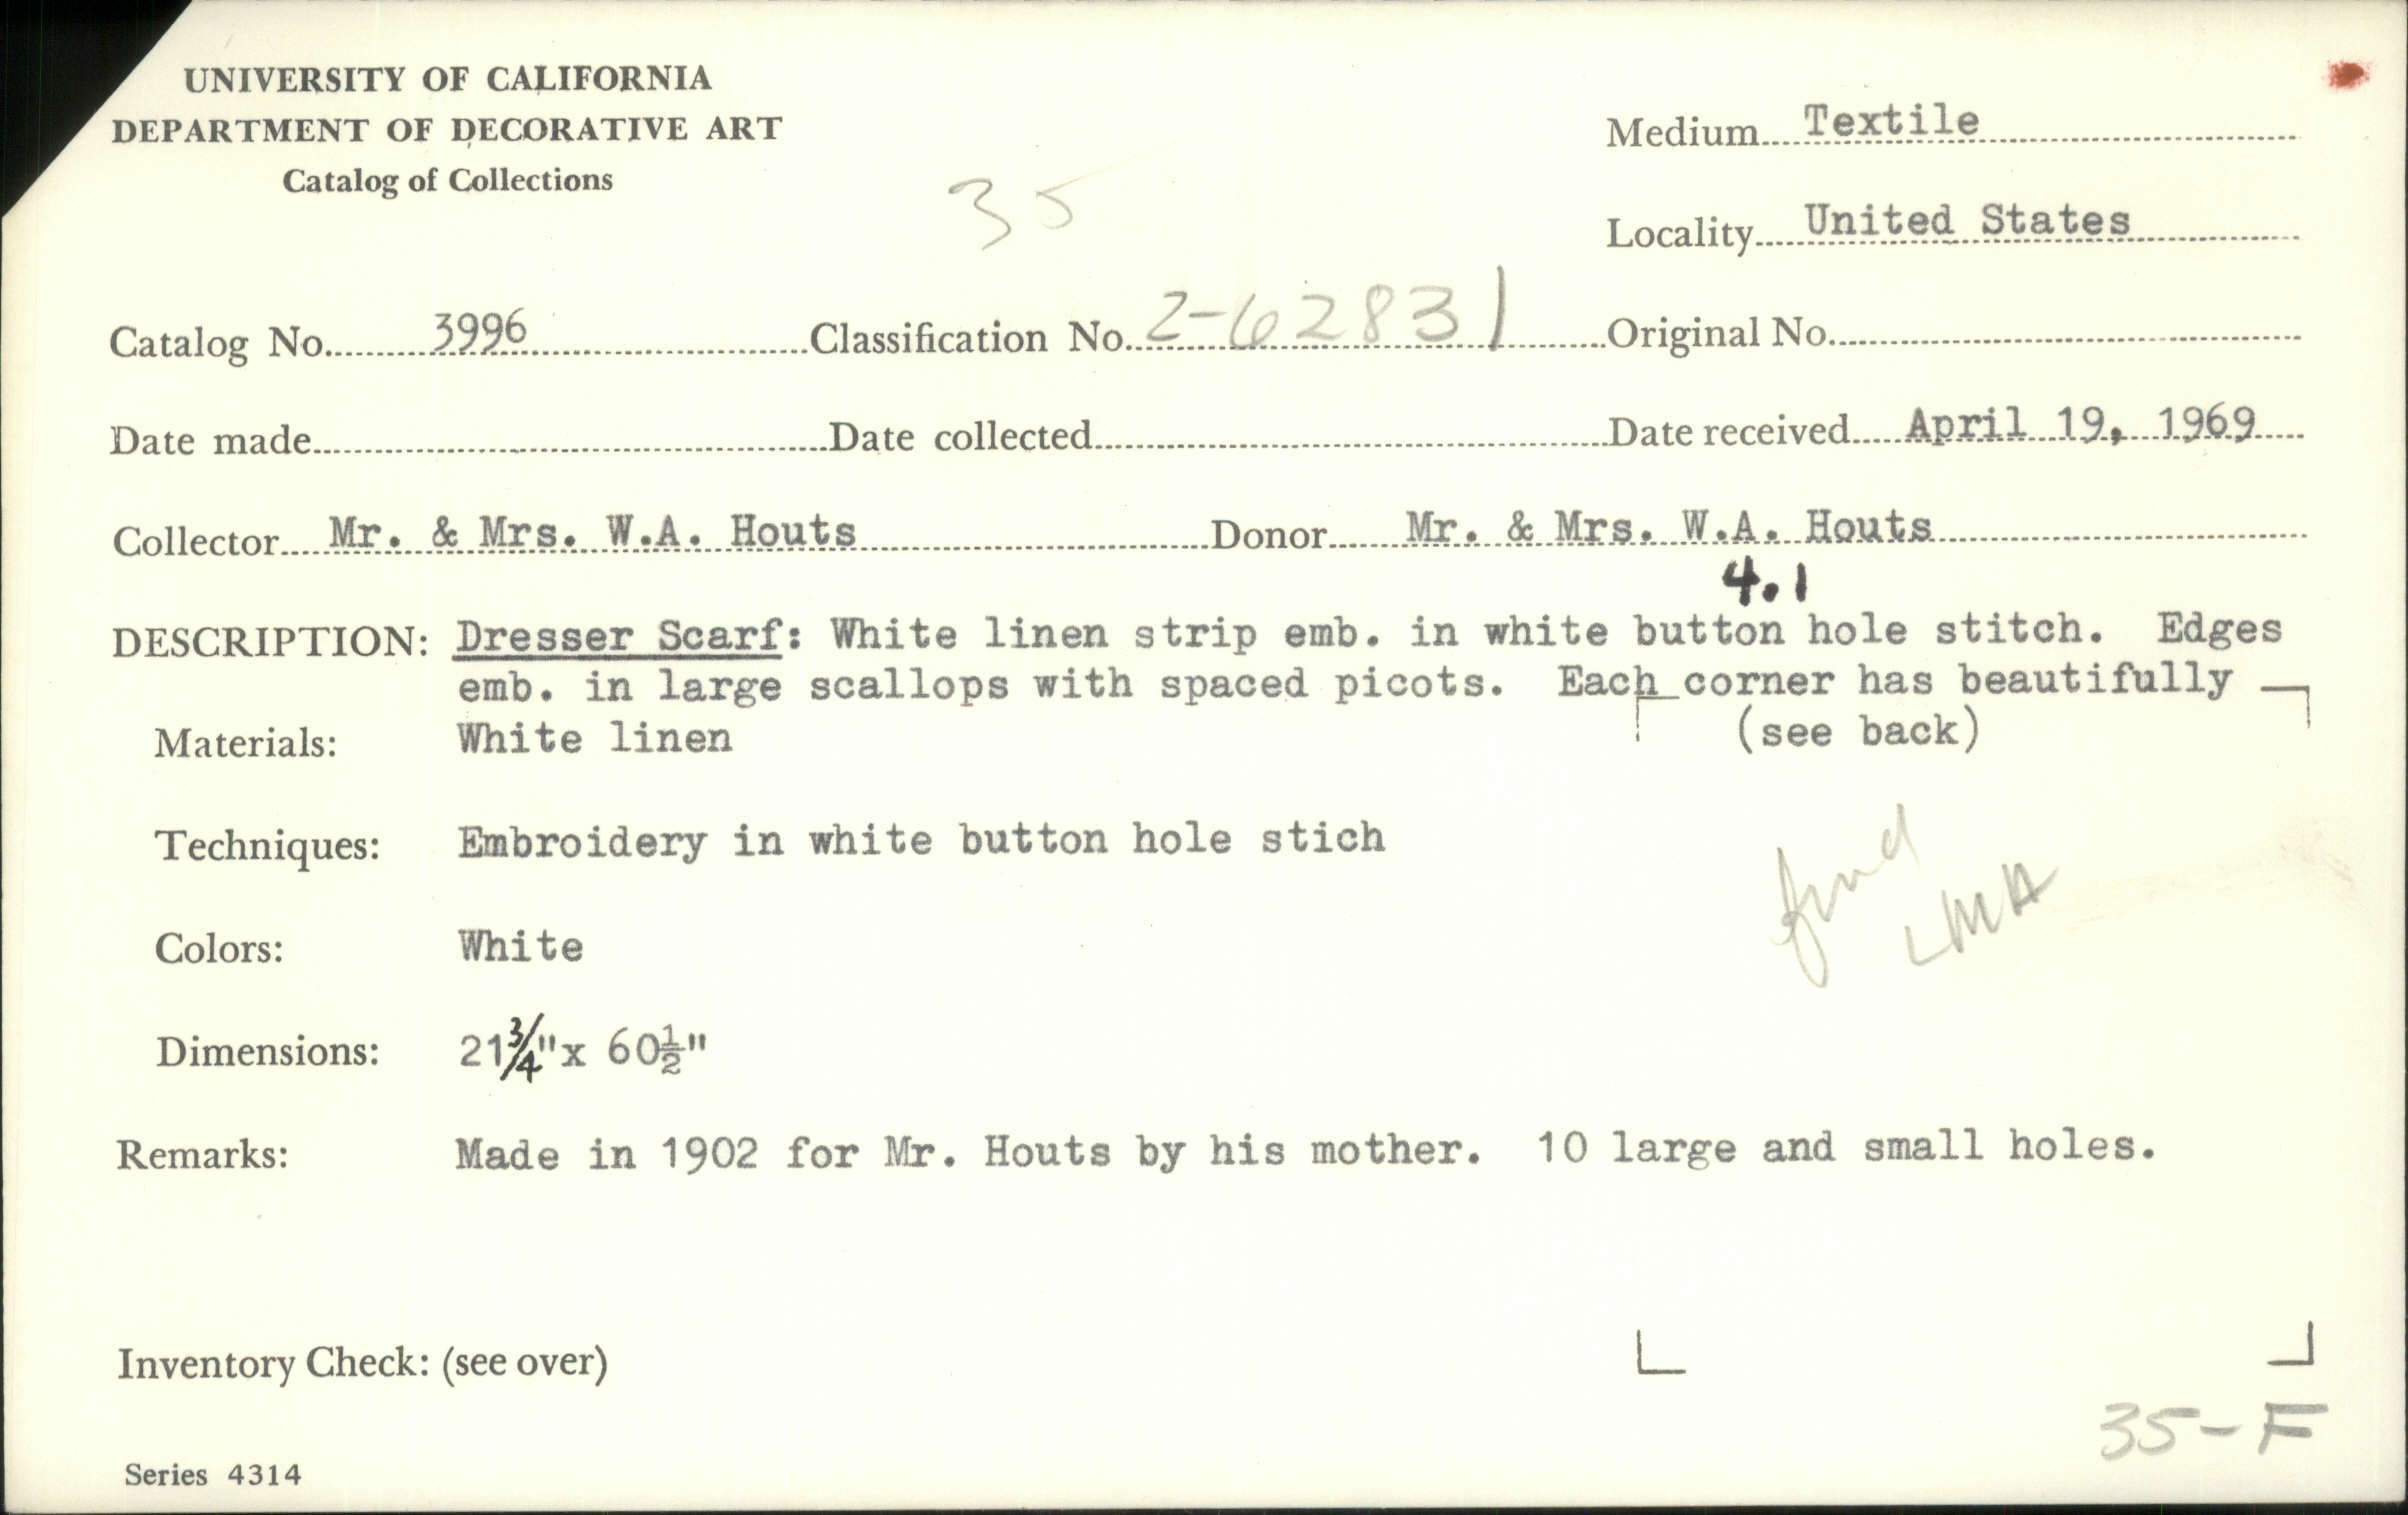 UNIVERSITY OF CALIFORNIA
DEPARTMENT OF DECORATIVE ART
Catalog of Collections
35
Medium Textile
Locality United States
Catalog No. 3996 Classification No. 2-62831 Original No.
Date made Date collected Date received April 19, 1969
Collector Mr. & Mrs. W.A. Houts Donor Mr. & Mrs. W.A. Houts
4.1
DESCRIPTION: Dresser Scarf: White linen strip emb. in white button hole stitch. Edges
emb. in large scallops with spaced picots. Each corner has beautifully
(see back)
Materials: White linen
Techniques: Embroidery in white button hole stich
LMA
Colors: White
Dimensions: 21¾"x 60½"
Remarks: Made in 1902 for Mr. Houts by his mother. 10 large and small holes.
Inventory Check: (see over)
35-F
Series 4314